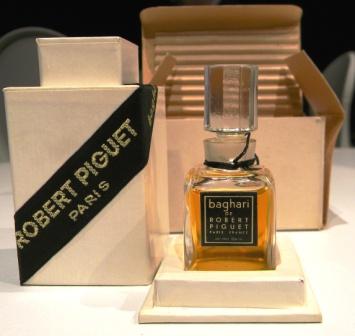 ROBERT PIGUET
PARIS
baghari
DE
ROBERT
PIGUET
PARIS FRANCE